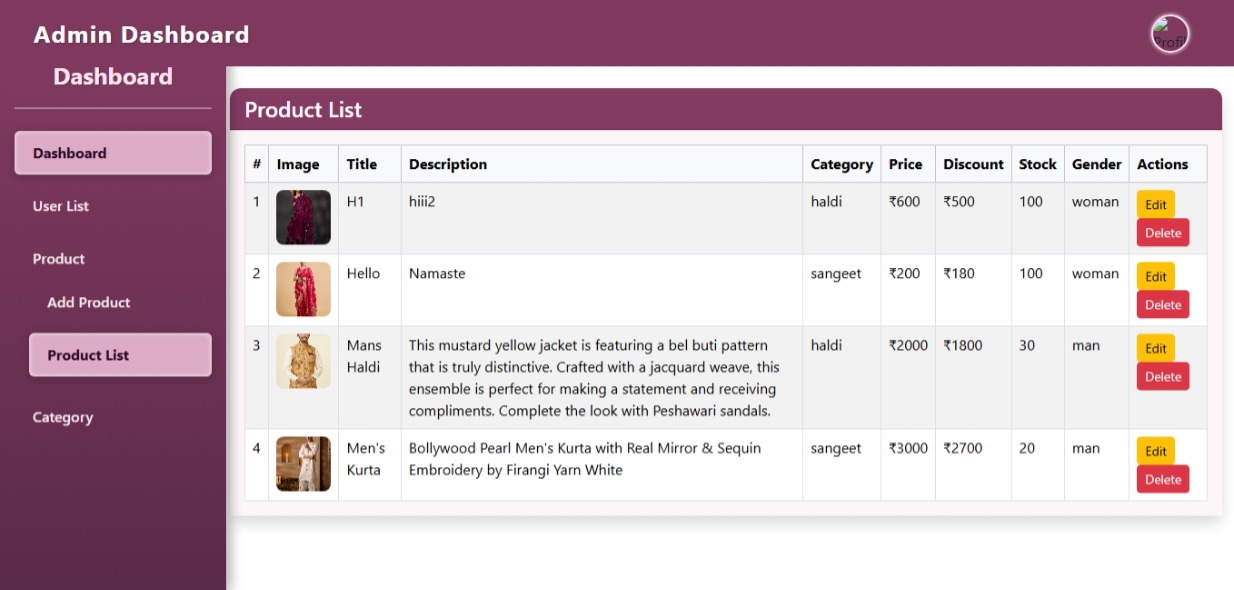 Admin Dashboard
Profi
Dashboard
Dashboard
User List
Product
Add Product
Product List
Category
Product List
# Image Title Description Category Price Discount Stock Gender Actions
1 H1 hiii2 haldi ₹600 ₹500 100 woman Edit
Delete
2 Hello Namaste sangeet ₹200 ₹180 100 woman Edit
Delete
3 Mans This mustard yellow jacket is featuring a bel buti pattern haldi ₹2000 ₹1800 30 man Edit
Haldi that is truly distinctive. Crafted with a jacquard weave, this Delete
ensemble is perfect for making a statement and receiving
compliments. Complete the look with Peshawari sandals.
4 Men's Bollywood Pearl Men's Kurta with Real Mirror & Sequin sangeet ₹3000 ₹2700 20 man Edit
Kurta Embroidery by Firangi Yarn White Delete